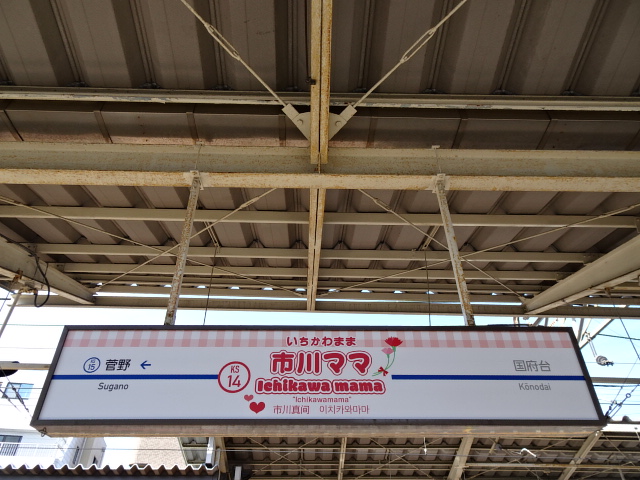 KS
15
菅野 ←
Sugano
KS
14
いちかわまま
市川ママ
Ichikawa mama
"Ichikawamama"
市川真间 이치카와마마
国府台
Kōnodai